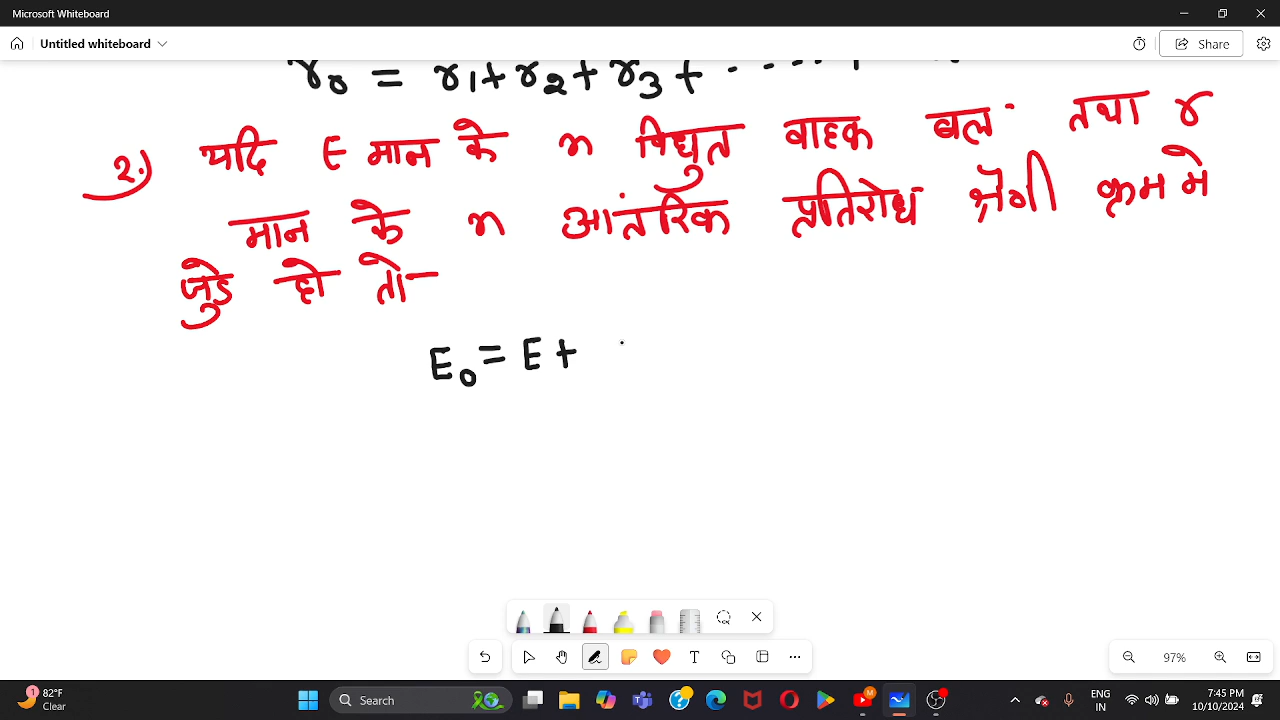 Microsoft Whiteboard
Untitled whiteboard
Share
r₀ = r₁+r₂+r₃+
2.) यदि E मान के n विद्युत वाहक बल तथा r
मान के n आंतरिक प्रतिरोध श्रेणी क्रम मे
जुडे हो तो-
E₀ = E+
97%
82°F
Clear
Search
ENG
IN
7:45 PM
10/10/2024